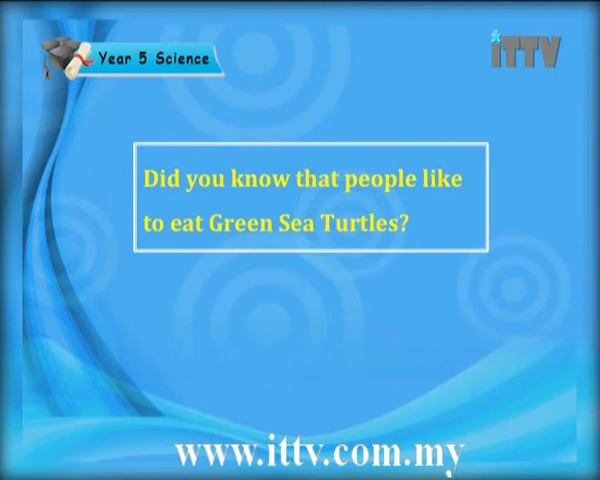 Year 5 Science
iTTV
Did you know that people like
to eat Green Sea Turtles?
www.ittv.com.my